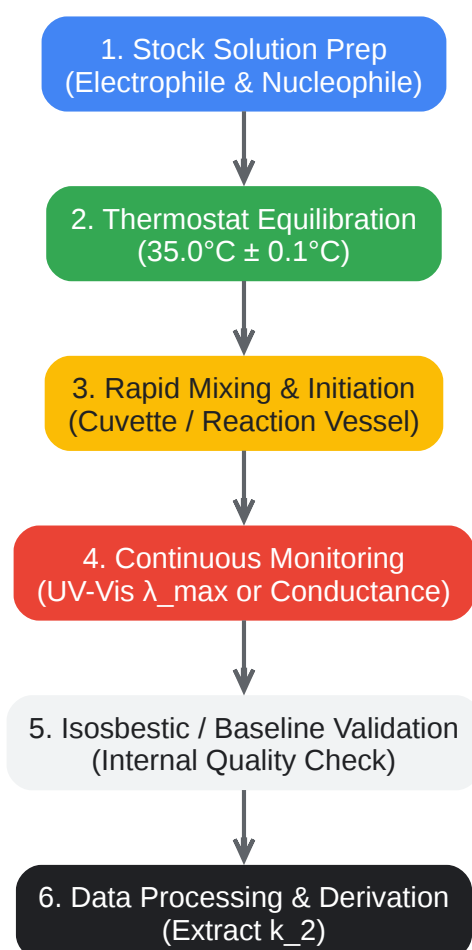 1. Stock Solution Prep
(Electrophile & Nucleophile)
2. Thermostat Equilibration
(35.0°C ± 0.1°C)
3. Rapid Mixing & Initiation
(Cuvette / Reaction Vessel)
4. Continuous Monitoring
(UV-Vis λ_max or Conductance)
5. Isosbestic / Baseline Validation
(Internal Quality Check)
6. Data Processing & Derivation
(Extract k_2)